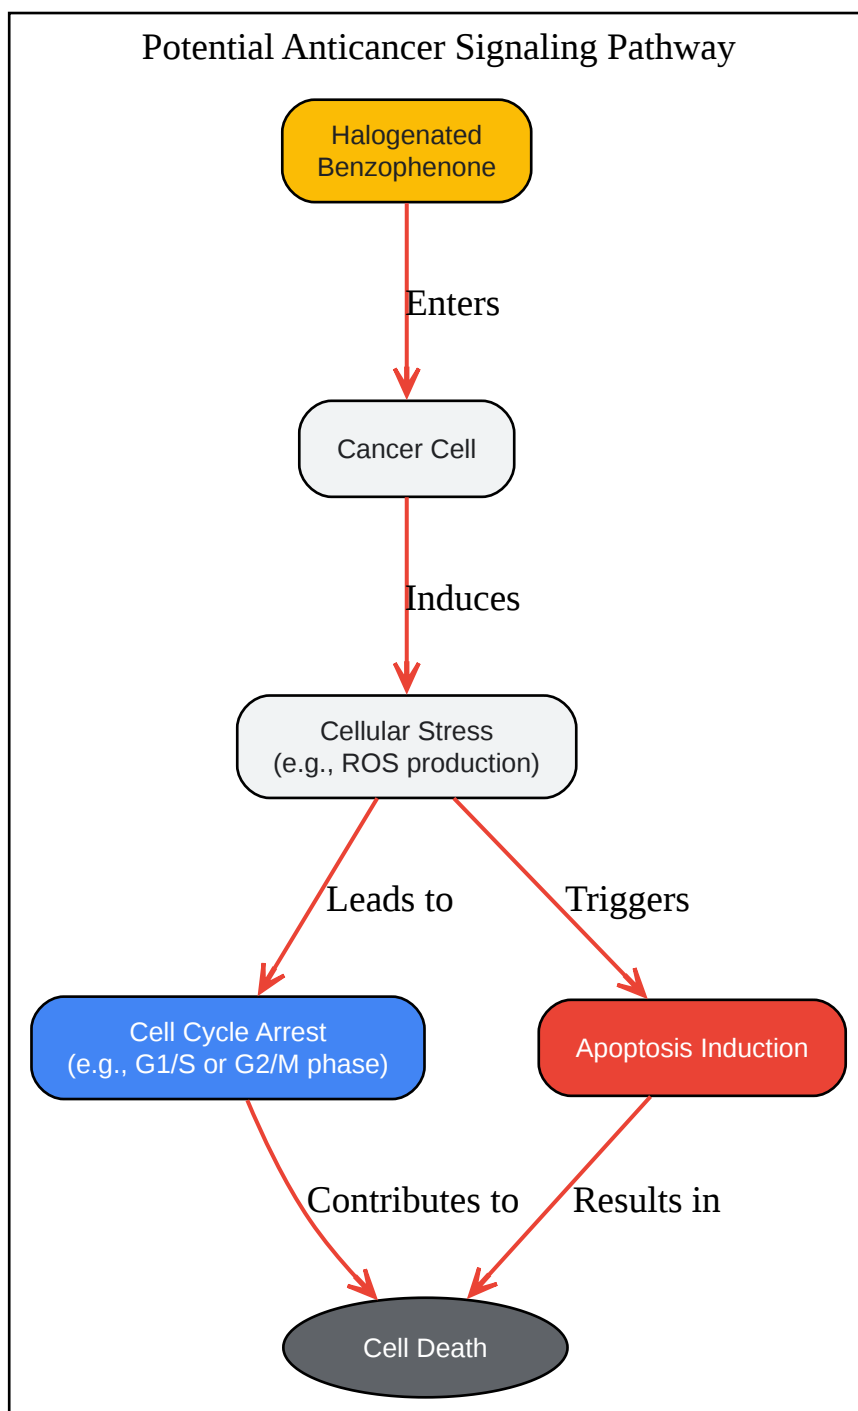 Potential Anticancer Signaling Pathway
Halogenated
Benzophenone
Enters
Cancer Cell
Induces
Cellular Stress
(e.g., ROS production)
Leads to
Triggers
Cell Cycle Arrest
(e.g., G1/S or G2/M phase)
Apoptosis Induction
Contributes to
Results in
Cell Death